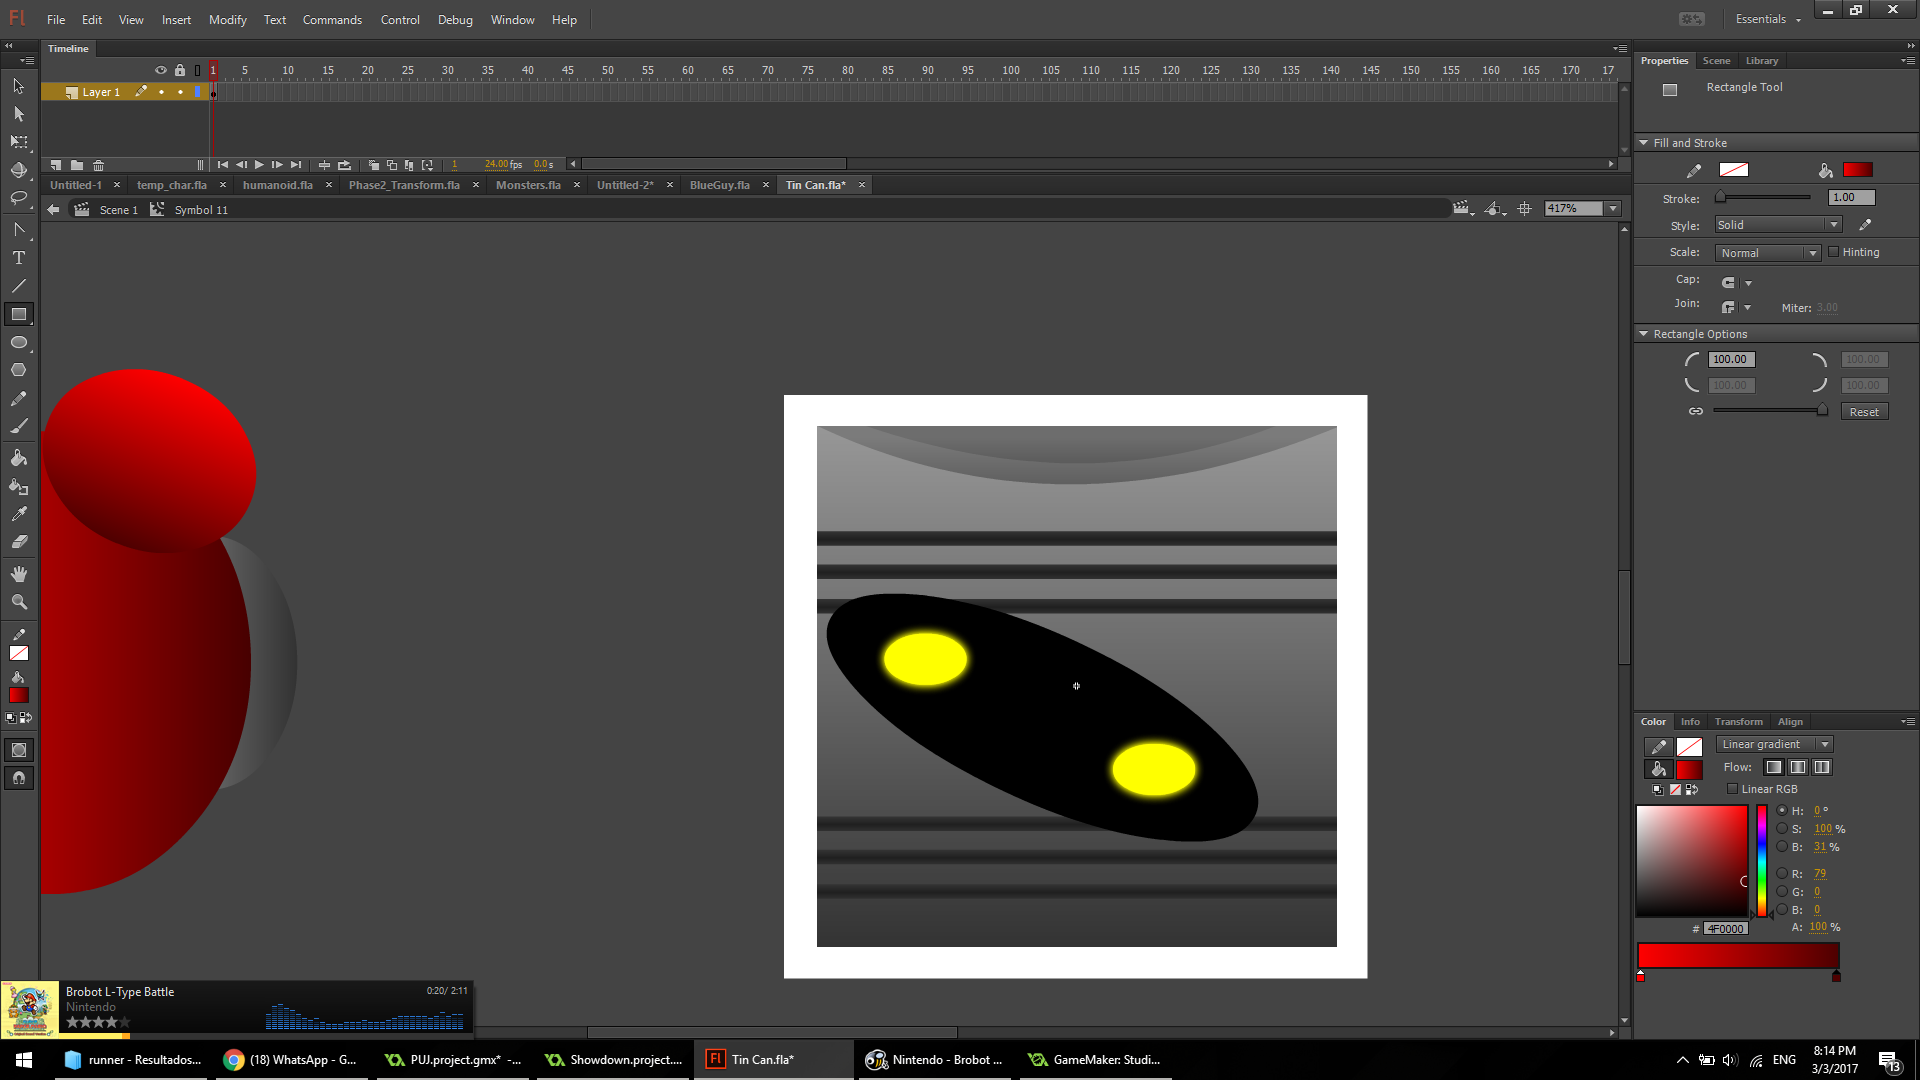 Fl File Edit View Insert Modify Text Commands Control Debug Window Help Essentials
Timeline
1 5 10 15 20 25 30 35 40 45 50 55 60 65 70 75 80 85 90 95 100 105 110 115 120 125 130 135 140 145 150 155 160 165 170 17
Layer 1
1 24.00 fps 0.0 s
Untitled-1 temp_char.fla humanoid.fla Phase2_Transform.fla Monsters.fla Untitled-2* BlueGuy.fla Tin Can.fla*
Scene 1 Symbol 11 417%
Properties Scene Library
Rectangle Tool
Fill and Stroke
Stroke: 1.00
Style: Solid
Scale: Normal Hinting
Cap:
Join: Miter: 3.00
Rectangle Options
100.00 100.00
100.00 100.00
Reset
Color Info Transform Align
Linear gradient
Flow:
Linear RGB
H: 0 °
S: 100 %
B: 31 %
R: 79
G: 0
B: 0
# 4F0000 A: 100 %
Brobot L-Type Battle 0:20/ 2:11
Nintendo
runner - Resultados... (18) WhatsApp - G... PUJ.project.gmx* -... Showdown.project.... Fl Tin Can.fla* Nintendo - Brobot ... GameMaker: Studi... ENG
8:14 PM
3/3/2017
13